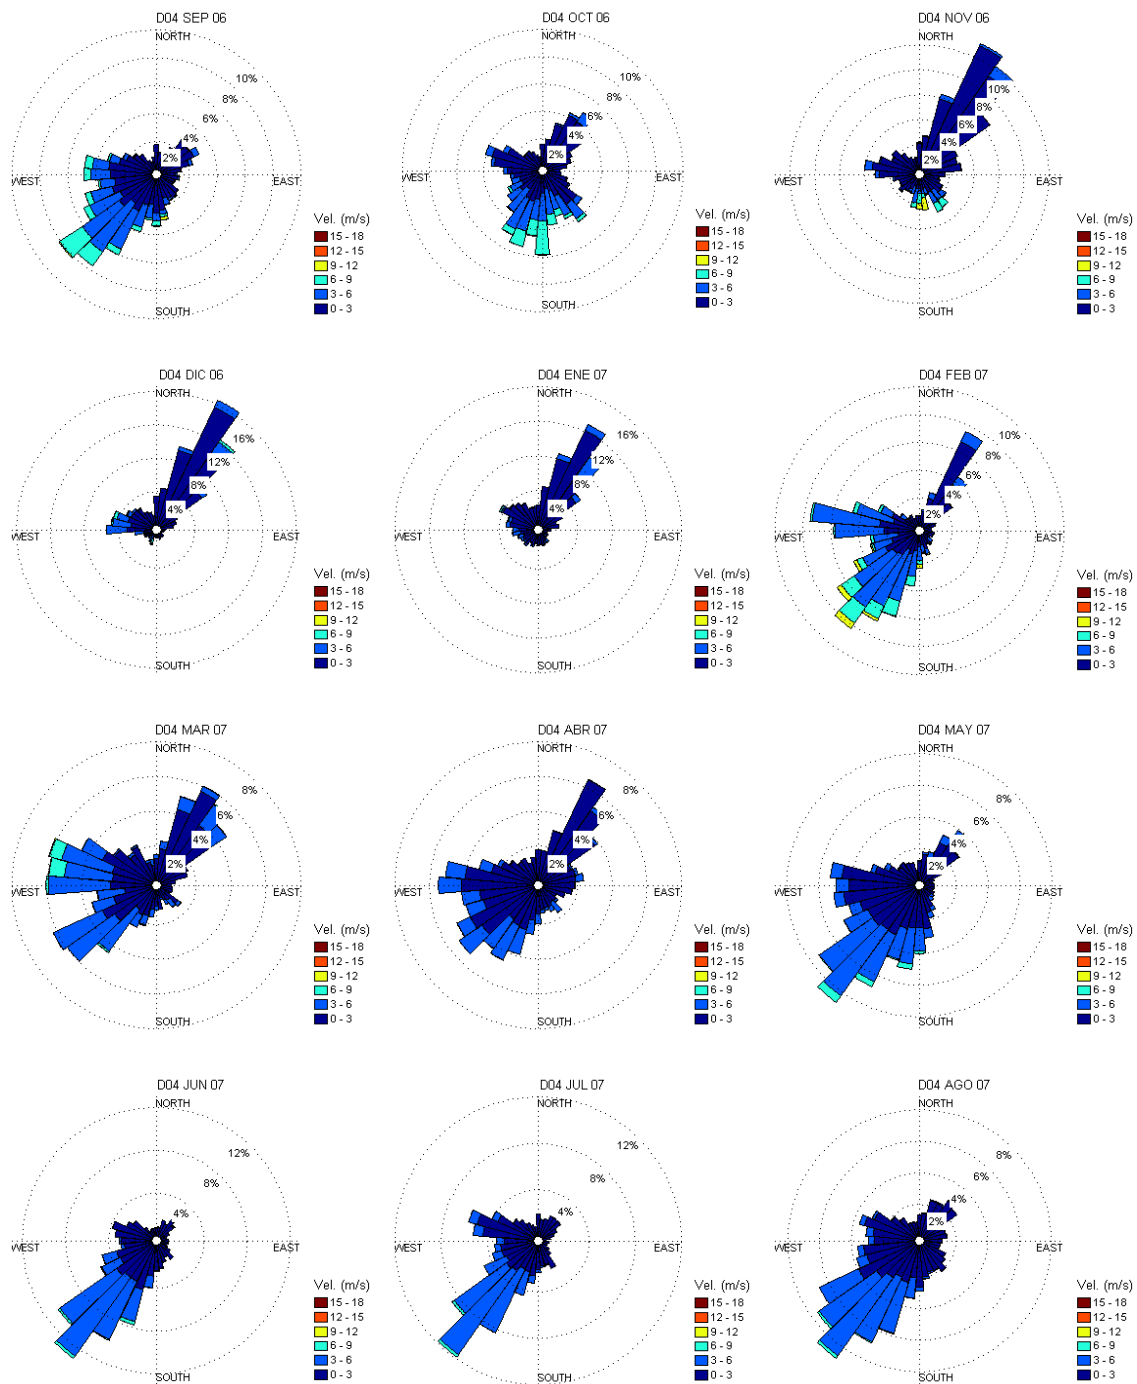 D04 SEP 06
NORTH
10%
8%
6%
4%
2%
WEST
EAST
SOUTH
Vel. (m/s)
15 - 18
12 - 15
9 - 12
6 - 9
3 - 6
0 - 3
D04 OCT 06
NORTH
10%
8%
6%
4%
2%
WEST
EAST
SOUTH
Vel. (m/s)
15 - 18
12 - 15
9 - 12
6 - 9
3 - 6
0 - 3
D04 NOV 06
NORTH
10%
8%
6%
4%
2%
WEST
EAST
SOUTH
Vel. (m/s)
15 - 18
12 - 15
9 - 12
6 - 9
3 - 6
0 - 3
D04 DIC 06
NORTH
16%
12%
8%
4%
WEST
EAST
SOUTH
Vel. (m/s)
15 - 18
12 - 15
9 - 12
6 - 9
3 - 6
0 - 3
D04 ENE 07
NORTH
16%
12%
8%
4%
WEST
EAST
SOUTH
Vel. (m/s)
15 - 18
12 - 15
9 - 12
6 - 9
3 - 6
0 - 3
D04 FEB 07
NORTH
10%
8%
6%
4%
2%
WEST
EAST
SOUTH
Vel. (m/s)
15 - 18
12 - 15
9 - 12
6 - 9
3 - 6
0 - 3
D04 MAR 07
NORTH
8%
6%
4%
2%
WEST
EAST
SOUTH
Vel. (m/s)
15 - 18
12 - 15
9 - 12
6 - 9
3 - 6
0 - 3
D04 ABR 07
NORTH
8%
6%
4%
2%
WEST
EAST
SOUTH
Vel. (m/s)
15 - 18
12 - 15
9 - 12
6 - 9
3 - 6
0 - 3
D04 MAY 07
NORTH
8%
6%
4%
2%
WEST
EAST
SOUTH
Vel. (m/s)
15 - 18
12 - 15
9 - 12
6 - 9
3 - 6
0 - 3
D04 JUN 07
NORTH
12%
8%
4%
WEST
EAST
SOUTH
Vel. (m/s)
15 - 18
12 - 15
9 - 12
6 - 9
3 - 6
0 - 3
D04 JUL 07
NORTH
12%
8%
4%
WEST
EAST
SOUTH
Vel. (m/s)
15 - 18
12 - 15
9 - 12
6 - 9
3 - 6
0 - 3
D04 AGO 07
NORTH
8%
6%
4%
2%
WEST
EAST
SOUTH
Vel. (m/s)
15 - 18
12 - 15
9 - 12
6 - 9
3 - 6
0 - 3